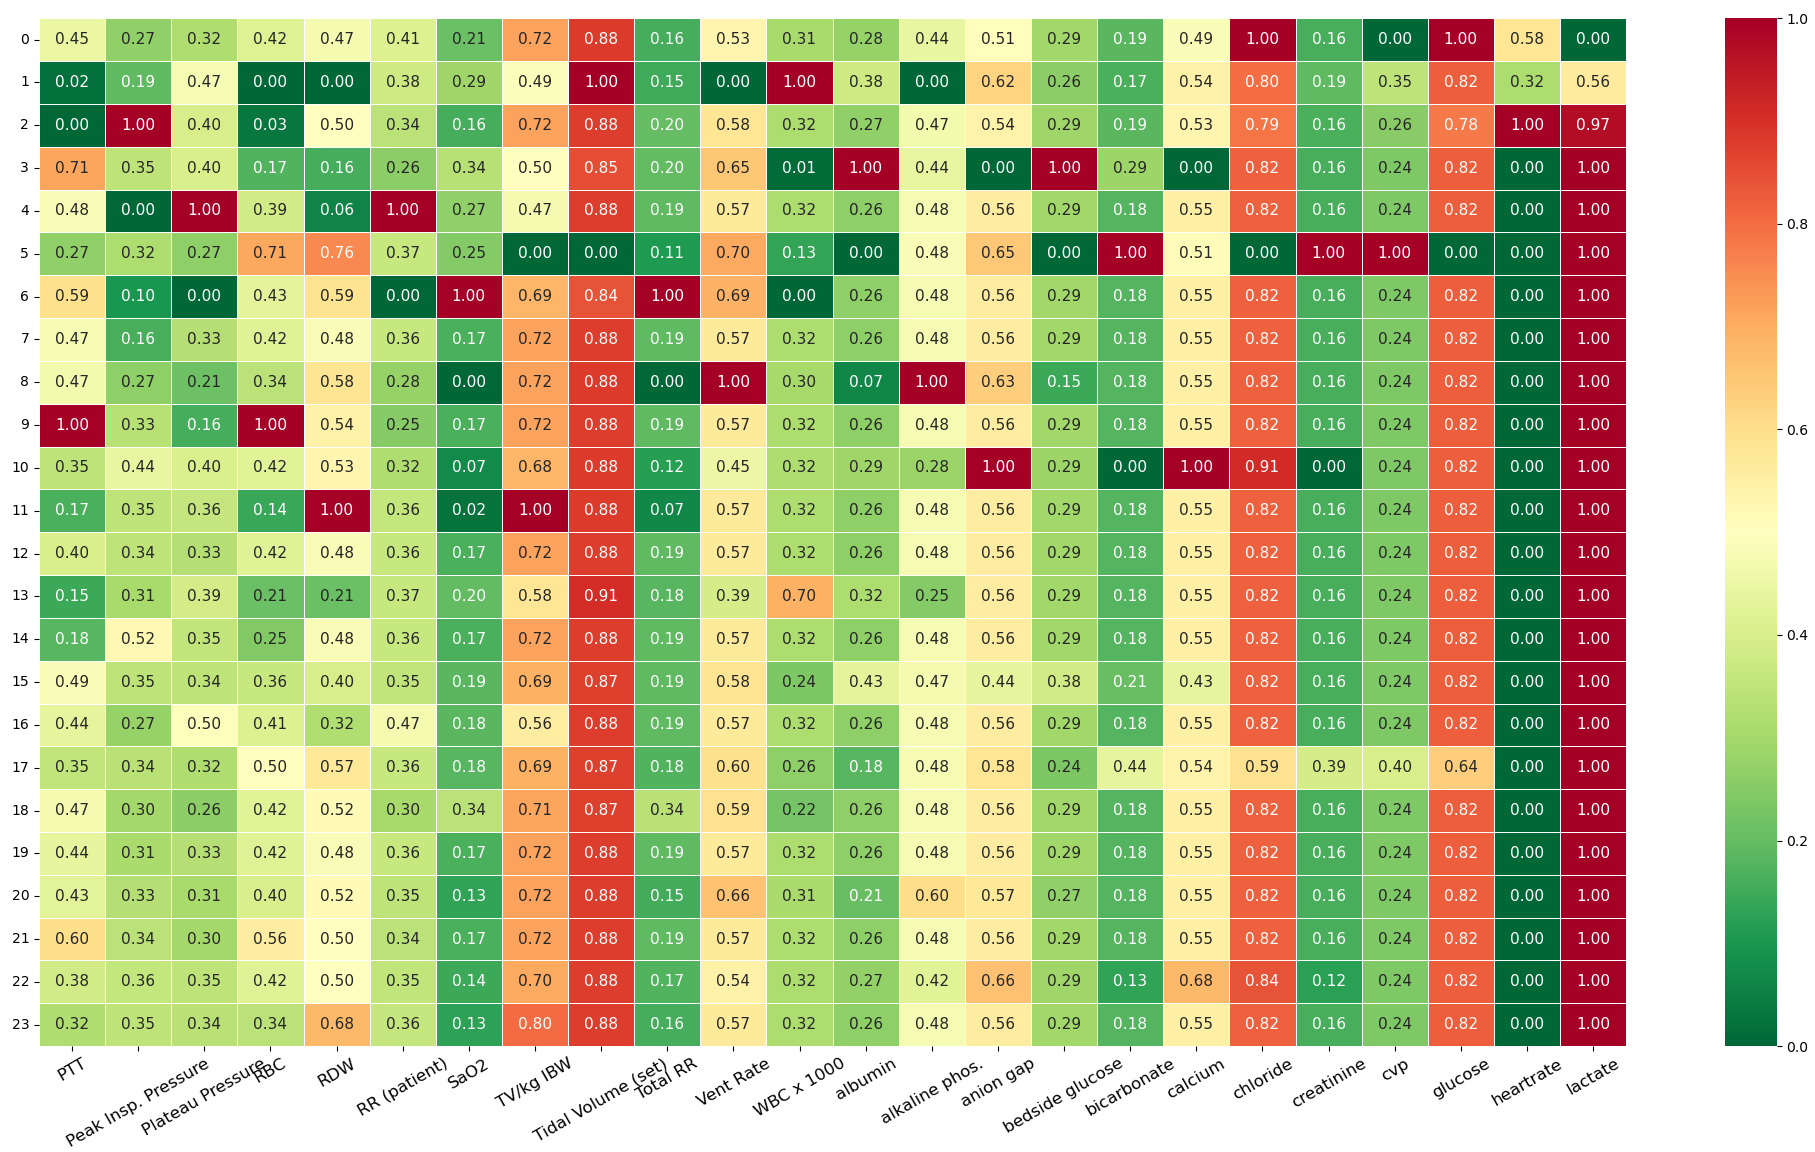 0 0.45 0.27 0.32 0.42 0.47 0.41 0.21 0.72 0.88 0.16 0.53 0.31 0.28 0.44 0.51 0.29 0.19 0.49 1.00 0.16 0.00 1.00 0.58 0.00 1.0
1 0.02 0.19 0.47 0.00 0.00 0.38 0.29 0.49 1.00 0.15 0.00 1.00 0.38 0.00 0.62 0.26 0.17 0.54 0.80 0.19 0.35 0.82 0.32 0.56
2 0.00 1.00 0.40 0.03 0.50 0.34 0.16 0.72 0.88 0.20 0.58 0.32 0.27 0.47 0.54 0.29 0.19 0.53 0.79 0.16 0.26 0.78 1.00 0.97
3 0.71 0.35 0.40 0.17 0.16 0.26 0.34 0.50 0.85 0.20 0.65 0.01 1.00 0.44 0.00 1.00 0.29 0.00 0.82 0.16 0.24 0.82 0.00 1.00
4 0.48 0.00 1.00 0.39 0.06 1.00 0.27 0.47 0.88 0.19 0.57 0.32 0.26 0.48 0.56 0.29 0.18 0.55 0.82 0.16 0.24 0.82 0.00 1.00 0.8
5 0.27 0.32 0.27 0.71 0.76 0.37 0.25 0.00 0.00 0.11 0.70 0.13 0.00 0.48 0.65 0.00 1.00 0.51 0.00 1.00 1.00 0.00 0.00 1.00
6 0.59 0.10 0.00 0.43 0.59 0.00 1.00 0.69 0.84 1.00 0.69 0.00 0.26 0.48 0.56 0.29 0.18 0.55 0.82 0.16 0.24 0.82 0.00 1.00
7 0.47 0.16 0.33 0.42 0.48 0.36 0.17 0.72 0.88 0.19 0.57 0.32 0.26 0.48 0.56 0.29 0.18 0.55 0.82 0.16 0.24 0.82 0.00 1.00
8 0.47 0.27 0.21 0.34 0.58 0.28 0.00 0.72 0.88 0.00 1.00 0.30 0.07 1.00 0.63 0.15 0.18 0.55 0.82 0.16 0.24 0.82 0.00 1.00
9 1.00 0.33 0.16 1.00 0.54 0.25 0.17 0.72 0.88 0.19 0.57 0.32 0.26 0.48 0.56 0.29 0.18 0.55 0.82 0.16 0.24 0.82 0.00 1.00 0.6
10 0.35 0.44 0.40 0.42 0.53 0.32 0.07 0.68 0.88 0.12 0.45 0.32 0.29 0.28 1.00 0.29 0.00 1.00 0.91 0.00 0.24 0.82 0.00 1.00
11 0.17 0.35 0.36 0.14 1.00 0.36 0.02 1.00 0.88 0.07 0.57 0.32 0.26 0.48 0.56 0.29 0.18 0.55 0.82 0.16 0.24 0.82 0.00 1.00
12 0.40 0.34 0.33 0.42 0.48 0.36 0.17 0.72 0.88 0.19 0.57 0.32 0.26 0.48 0.56 0.29 0.18 0.55 0.82 0.16 0.24 0.82 0.00 1.00
13 0.15 0.31 0.39 0.21 0.21 0.37 0.20 0.58 0.91 0.18 0.39 0.70 0.32 0.25 0.56 0.29 0.18 0.55 0.82 0.16 0.24 0.82 0.00 1.00
14 0.18 0.52 0.35 0.25 0.48 0.36 0.17 0.72 0.88 0.19 0.57 0.32 0.26 0.48 0.56 0.29 0.18 0.55 0.82 0.16 0.24 0.82 0.00 1.00 0.4
15 0.49 0.35 0.34 0.36 0.40 0.35 0.19 0.69 0.87 0.19 0.58 0.24 0.43 0.47 0.44 0.38 0.21 0.43 0.82 0.16 0.24 0.82 0.00 1.00
16 0.44 0.27 0.50 0.41 0.32 0.47 0.18 0.56 0.88 0.19 0.57 0.32 0.26 0.48 0.56 0.29 0.18 0.55 0.82 0.16 0.24 0.82 0.00 1.00
17 0.35 0.34 0.32 0.50 0.57 0.36 0.18 0.69 0.87 0.18 0.60 0.26 0.18 0.48 0.58 0.24 0.44 0.54 0.59 0.39 0.40 0.64 0.00 1.00
18 0.47 0.30 0.26 0.42 0.52 0.30 0.34 0.71 0.87 0.34 0.59 0.22 0.26 0.48 0.56 0.29 0.18 0.55 0.82 0.16 0.24 0.82 0.00 1.00
19 0.44 0.31 0.33 0.42 0.48 0.36 0.17 0.72 0.88 0.19 0.57 0.32 0.26 0.48 0.56 0.29 0.18 0.55 0.82 0.16 0.24 0.82 0.00 1.00 0.2
20 0.43 0.33 0.31 0.40 0.52 0.35 0.13 0.72 0.88 0.15 0.66 0.31 0.21 0.60 0.57 0.27 0.18 0.55 0.82 0.16 0.24 0.82 0.00 1.00
21 0.60 0.34 0.30 0.56 0.50 0.34 0.17 0.72 0.88 0.19 0.57 0.32 0.26 0.48 0.56 0.29 0.18 0.55 0.82 0.16 0.24 0.82 0.00 1.00
22 0.38 0.36 0.35 0.42 0.50 0.35 0.14 0.70 0.88 0.17 0.54 0.32 0.27 0.42 0.66 0.29 0.13 0.68 0.84 0.12 0.24 0.82 0.00 1.00
23 0.32 0.35 0.34 0.34 0.68 0.36 0.13 0.80 0.88 0.16 0.57 0.32 0.26 0.48 0.56 0.29 0.18 0.55 0.82 0.16 0.24 0.82 0.00 1.00
0.0
PTT
Peak Insp. Pressure
Plateau Pressure
RBC
RDW
RR (patient)
SaO2
TV/kg IBW
Tidal Volume (set)
Total RR
Vent Rate
WBC x 1000
albumin
alkaline phos.
anion gap
bedside glucose
bicarbonate
calcium
chloride
creatinine
cvp
glucose
heartrate
lactate